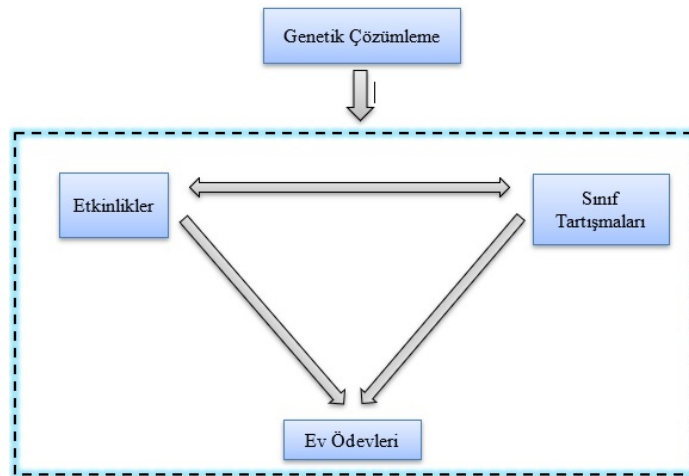 Genetik Çözümleme
Etkinlikler
Sınıf
Tartışmaları
Ev Ödevleri